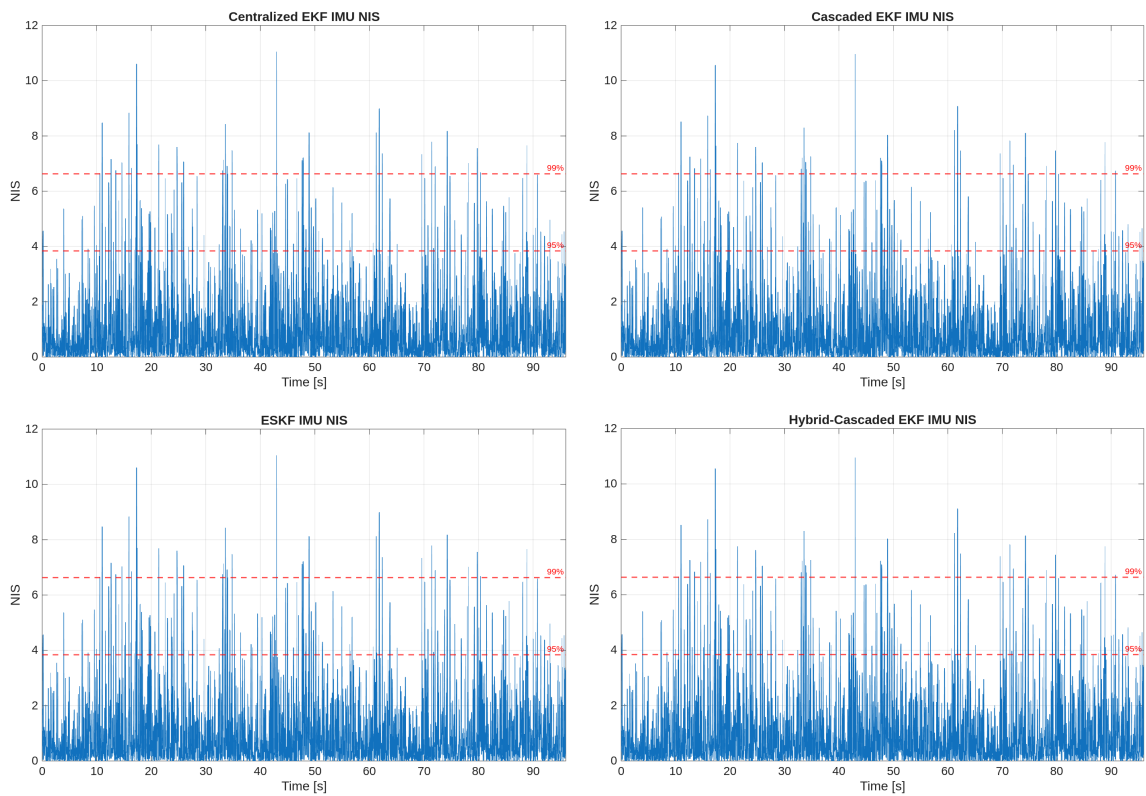 Centralized EKF IMU NIS
12
10
8
6
4
2
0
NIS
99%
95%
0 10 20 30 40 50 60 70 80 90
Time [s]
Cascaded EKF IMU NIS
12
10
8
6
4
2
0
NIS
99%
95%
0 10 20 30 40 50 60 70 80 90
Time [s]
ESKF IMU NIS
12
10
8
6
4
2
0
NIS
99%
95%
0 10 20 30 40 50 60 70 80 90
Time [s]
Hybrid-Cascaded EKF IMU NIS
12
10
8
6
4
2
0
NIS
99%
95%
0 10 20 30 40 50 60 70 80 90
Time [s]